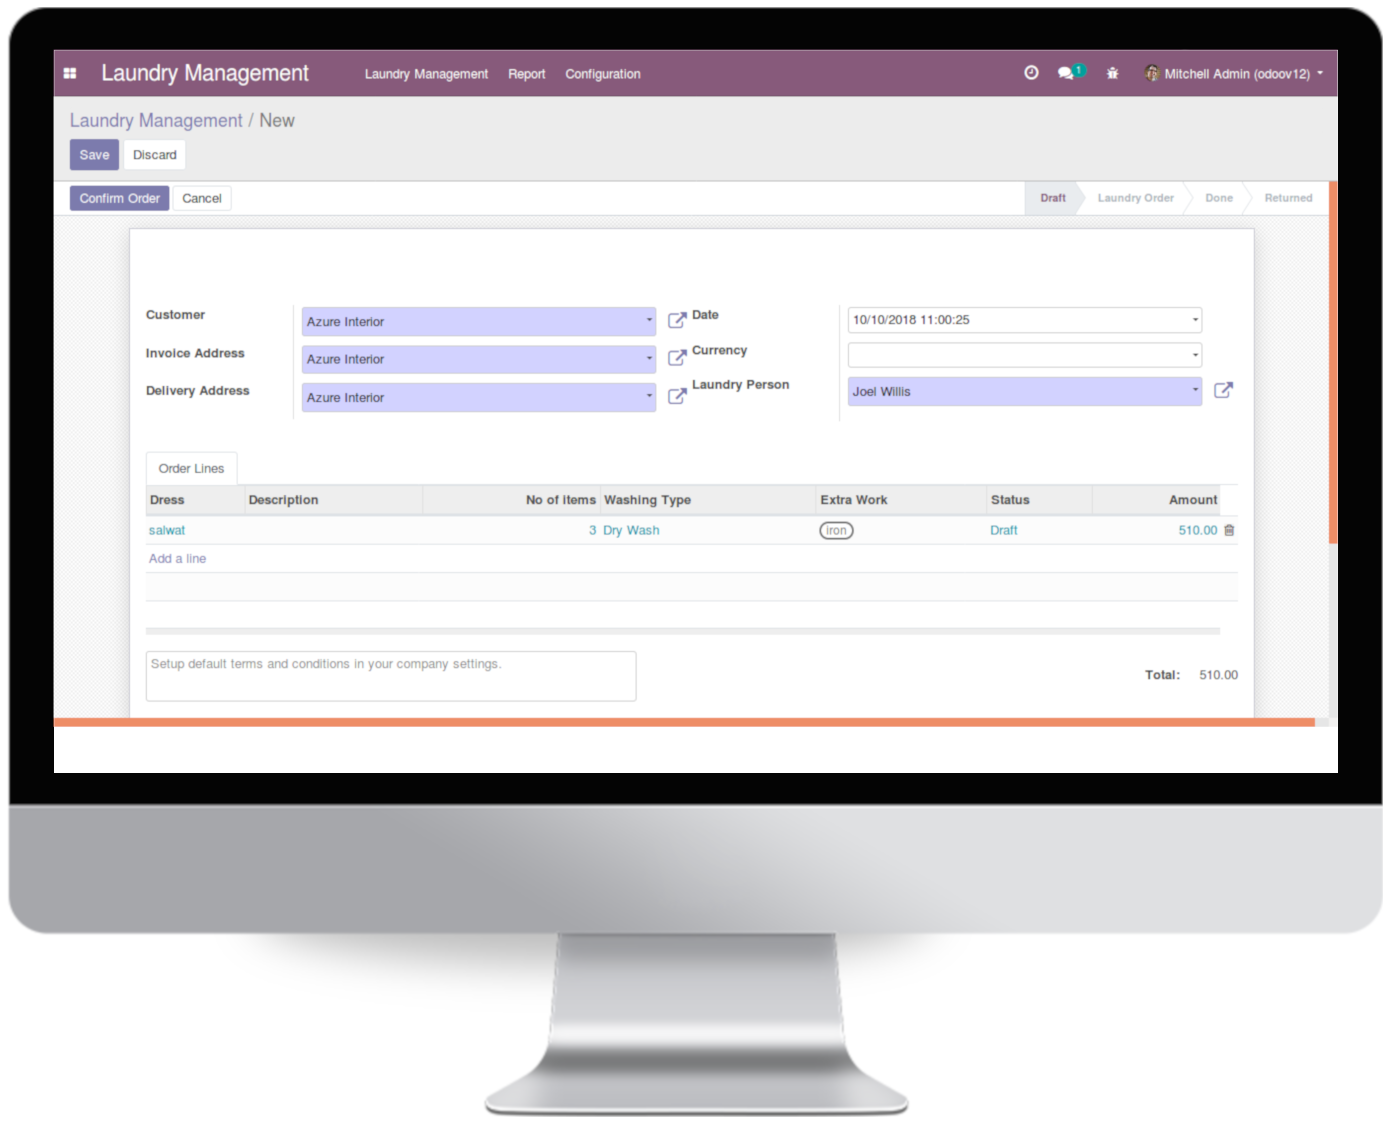 Laundry Management Laundry Management Report Configuration 1 Mitchell Admin (odoov12)
Laundry Management / New
Save Discard
Confirm Order Cancel Draft Laundry Order Done Returned
Customer Azure Interior Date 10/10/2018 11:00:25
Invoice Address Azure Interior Currency
Delivery Address Azure Interior Laundry Person Joel Willis
Order Lines
Dress Description No of items Washing Type Extra Work Status Amount
salwat 3 Dry Wash iron Draft 510.00
Add a line
Setup default terms and conditions in your company settings.
Total: 510.00